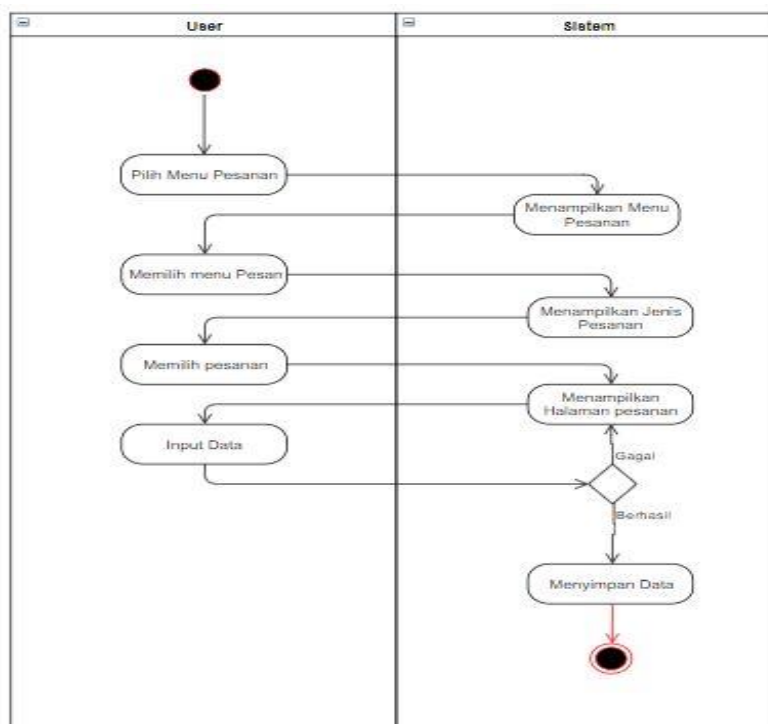 User
Sistem
Pilih Menu Pesanan
Menampilkan Menu
Pesanan
Memilih menu Pesan
Menampilkan Jenis
Pesanan
Memilih pesanan
Menampilkan
Halaman pesanan
Input Data
Gagal
Berhasil
Menyimpan Data